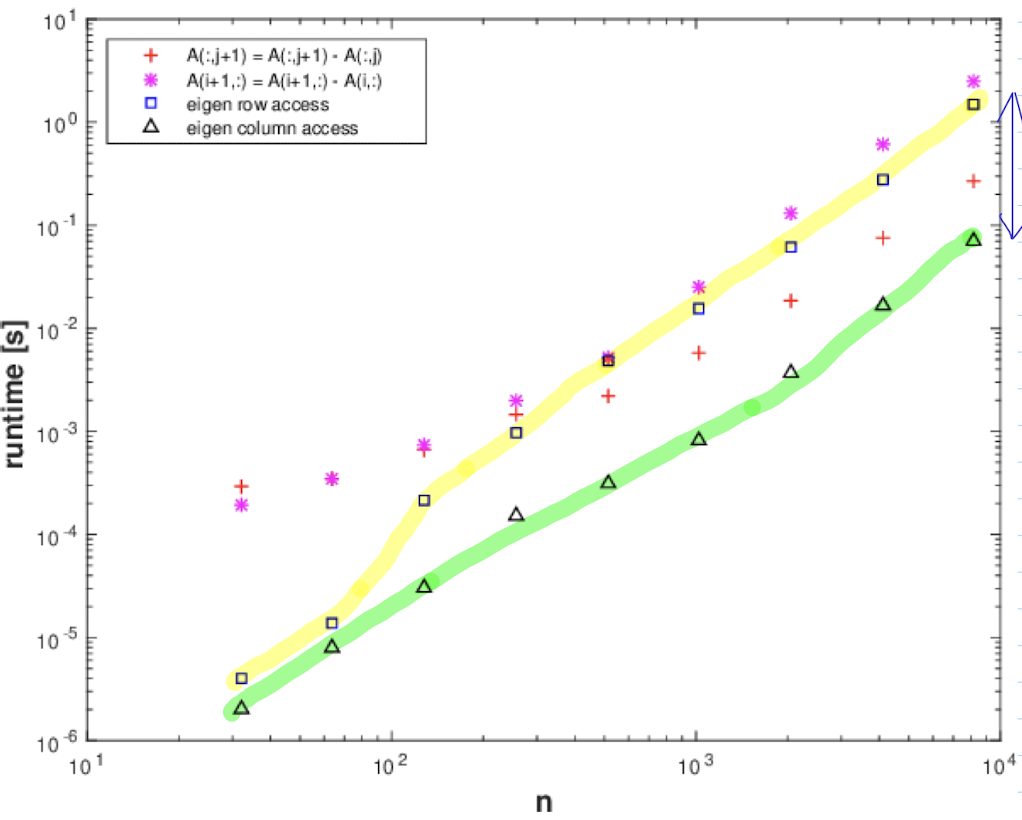 A(:,j+1) = A(:,j+1) - A(:,j)
A(i+1,:) = A(i+1,:) - A(i,:)
eigen row access
eigen column access
10^1
10^0
10^-1
10^-2
10^-3
10^-4
10^-5
10^-6
runtime [s]
10^1 10^2 10^3 10^4
n